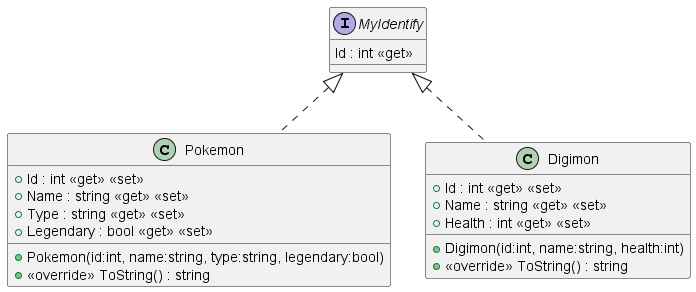 I MyIdentify
Id : int «get»
C Pokemon
Id : int «get» «set»
Name : string «get» «set»
Type : string «get» «set»
Legendary : bool «get» «set»
Pokemon(id:int, name:string, type:string, legendary:bool)
«override» ToString() : string
C Digimon
Id : int «get» «set»
Name : string «get» «set»
Health : int «get» «set»
Digimon(id:int, name:string, health:int)
«override» ToString() : string